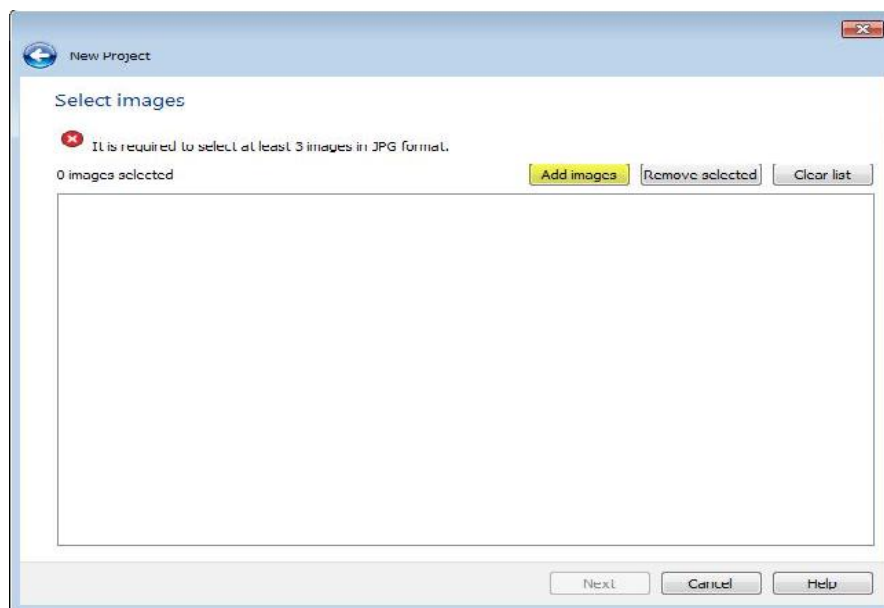 New Project
Select images
It is required to select at least 3 images in JPG format.
0 images selected Add images Remove selected Clear list
Next Cancel Help